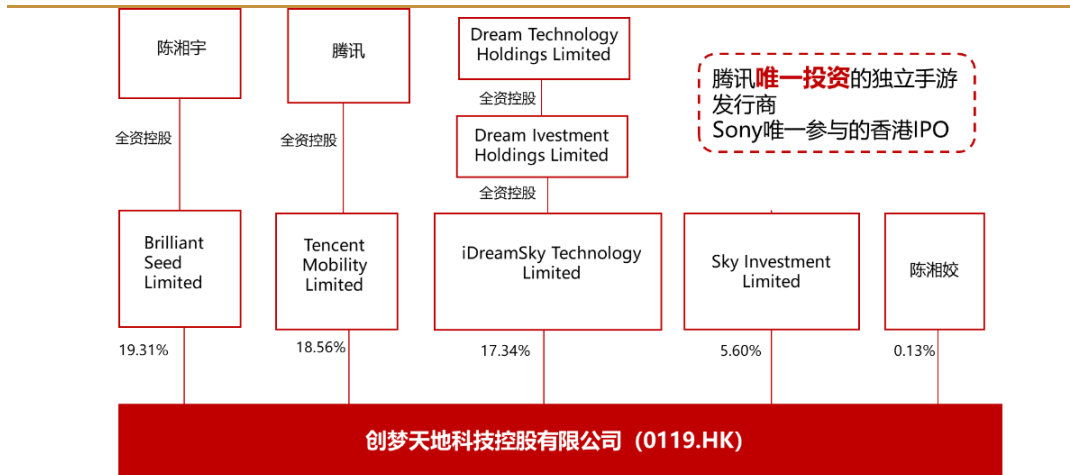 陈湘宇
腾讯
Dream Technology
Holdings Limited
腾讯唯一投资的独立手游
发行商
Sony唯一参与的香港IPO
全资控股
全资控股
全资控股
Dream Ivestment
Holdings Limited
全资控股
Brilliant
Seed
Limited
Tencent
Mobility
Limited
iDreamSky Technology
Limited
Sky Investment
Limited
陈湘姣
19.31%
18.56%
17.34%
5.60%
0.13%
创梦天地科技控股有限公司（0119.HK）